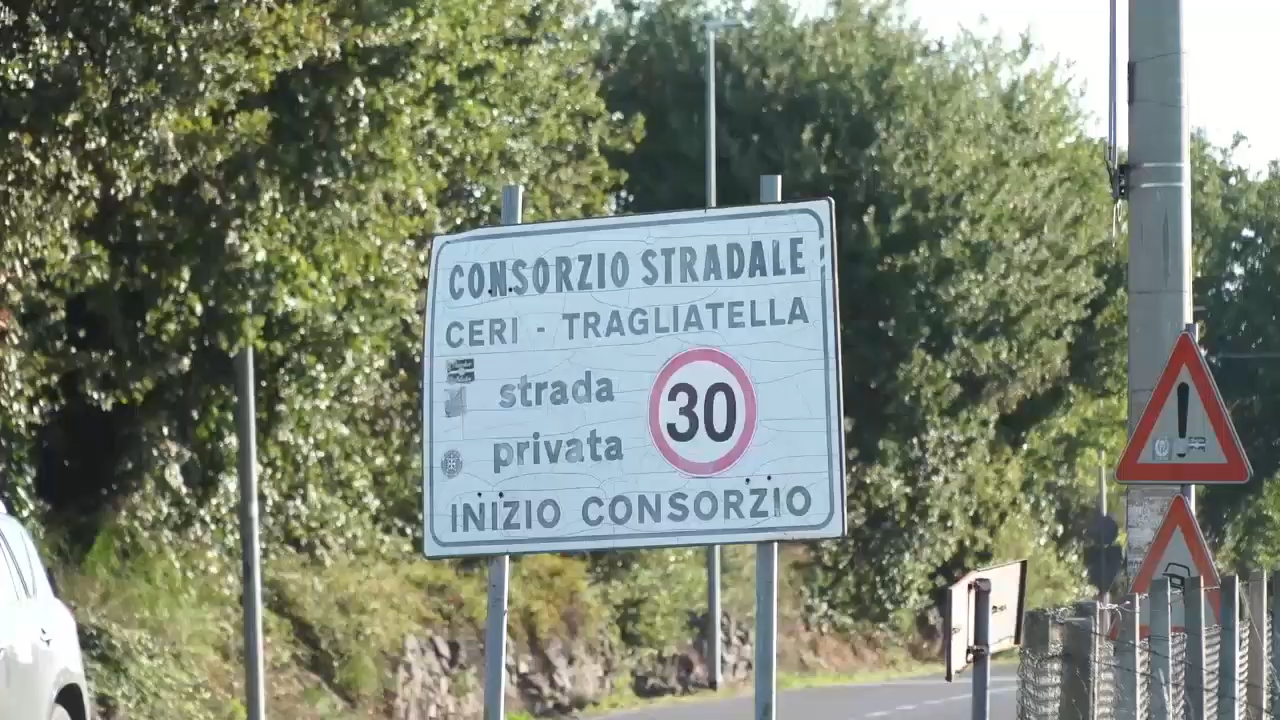 CONSORZIO STRADALE
CERI - TRAGLIATELLA
strada
30
privata
INIZIO CONSORZIO